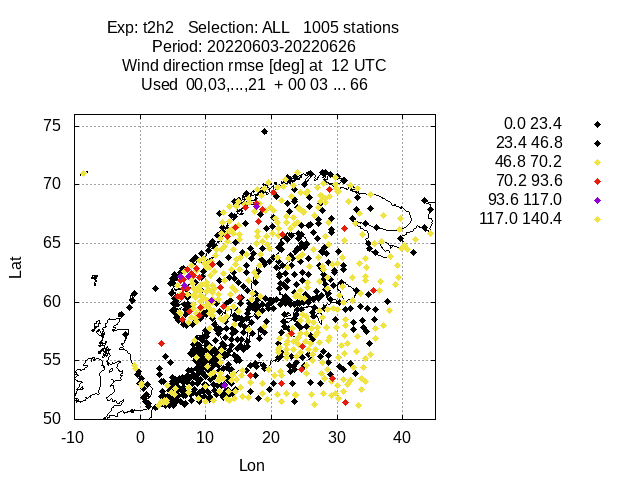 Exp: t2h2   Selection: ALL   1005 stations
Period: 20220603-20220626
Wind direction rmse [deg] at  12 UTC
Used  00,03,...,21  + 00 03 ... 66
75
70
65
60
55
50
Lat
-10 0 10 20 30 40
Lon
0.0 23.4
23.4 46.8
46.8 70.2
70.2 93.6
93.6 117.0
117.0 140.4